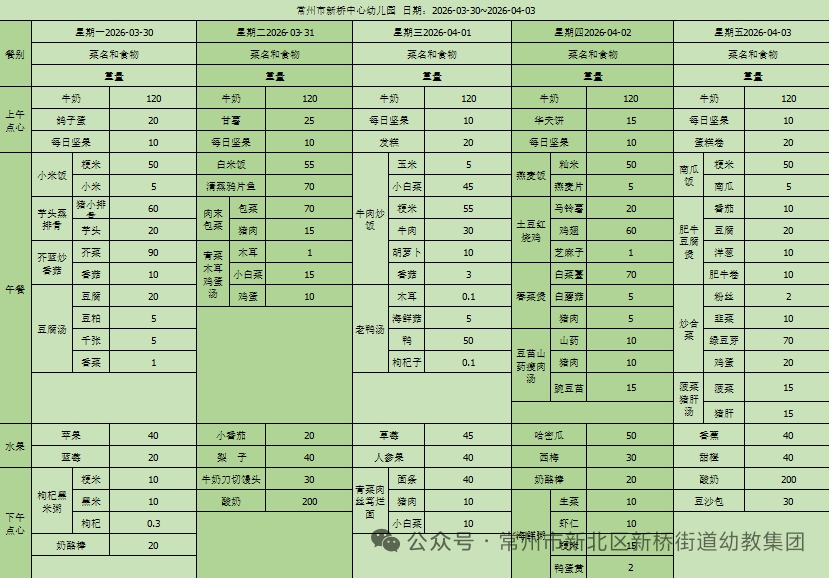 常州市新桥中心幼儿园 日期: 2026-03-30~2026-04-03
餐别 星期一2026-03-30 星期二2026-03-31 星期三2026-04-01 星期四2026-04-02 星期五2026-04-03
菜名和食物 菜名和食物 菜名和食物 菜名和食物 菜名和食物
重量 重量 重量 重量 重量
上午点心 牛奶 120 牛奶 120 牛奶 120 牛奶 120 牛奶 120
鸽子蛋 20 甘薯 25 每日坚果 10 华夫饼 15 每日坚果 10
每日坚果 10 每日坚果 10 发糕 20 每日坚果 10 蛋糕卷 20
午餐 小米饭 粳米 50 白米饭 55 牛肉炒饭 玉米 5 燕麦饭 籼米 50 南瓜饭 粳米 50
小米 5 清蒸鸦片鱼 70 小白菜 45 燕麦片 5 南瓜 5
芋头蒸排骨 猪小排骨 60 肉末包菜 包菜 70 粳米 55 土豆红烧鸡 马铃薯 20 肥牛豆腐煲 番茄 10
芋头 20 猪肉 15 牛肉 30 鸡翅 60 豆腐 20
芥蓝炒香菇 芥菜 90 青菜木耳鸡蛋汤 木耳 1 胡萝卜 10 芝麻子 1 洋葱 10
香菇 10 小白菜 15 香菇 3 春菜煲 白菜薹 70 肥牛卷 10
豆腐汤 豆腐 20 鸡蛋 10 老鸭汤 木耳 0.1 白蘑菇 5 炒合菜 粉丝 2
豆粕 5 海鲜菇 5 猪肉 5 韭菜 10
千张 5 鸭 50 豆苗山药瘦肉汤 山药 10 绿豆芽 70
香菜 1 枸杞子 0.1 猪肉 10 鸡蛋 20
豌豆苗 15 菠菜猪肝汤 菠菜 15
猪肝 15
水果 苹果 40 小番茄 20 草莓 45 哈密瓜 50 香蕉 40
蓝莓 20 梨 子 40 人参果 40 西梅 30 甜橙 40
下午点心 枸杞黑米粥 粳米 10 牛奶刀切馒头 30 青菜肉丝笃烂面 面条 40 奶酪棒 20 酸奶 200
黑米 10 酸奶 200 猪肉 10 海鲜粥 生菜 10 豆沙包 30
枸杞 0.3 小白菜 10 虾仁 10
奶酪棒 20 粳米 15
鸭蛋黄 2
公众号 · 常州市新北区新桥街道幼教集团